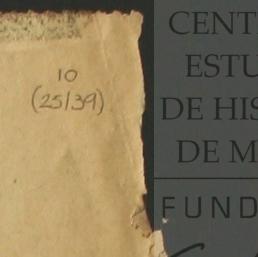 10
(25/39)
CENT
ESTU
DE HIS
DE M
FUND